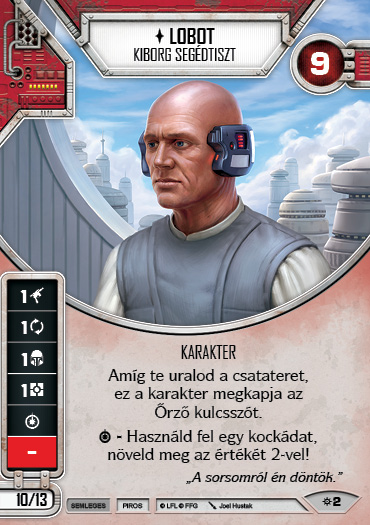 LOBOT
KIBORG SEGÉDTISZT
9
1
1
1
1
-
10/13
KARAKTER
Amíg te uralod a csatateret,
ez a karakter megkapja az
Őrző kulcsszót.
- Használd fel egy kockádat,
növeld meg az értékét 2-vel!
„A sorsomról én döntök.”
SEMLEGES
PIROS
© LFL © FFG
Joel Hustak
2